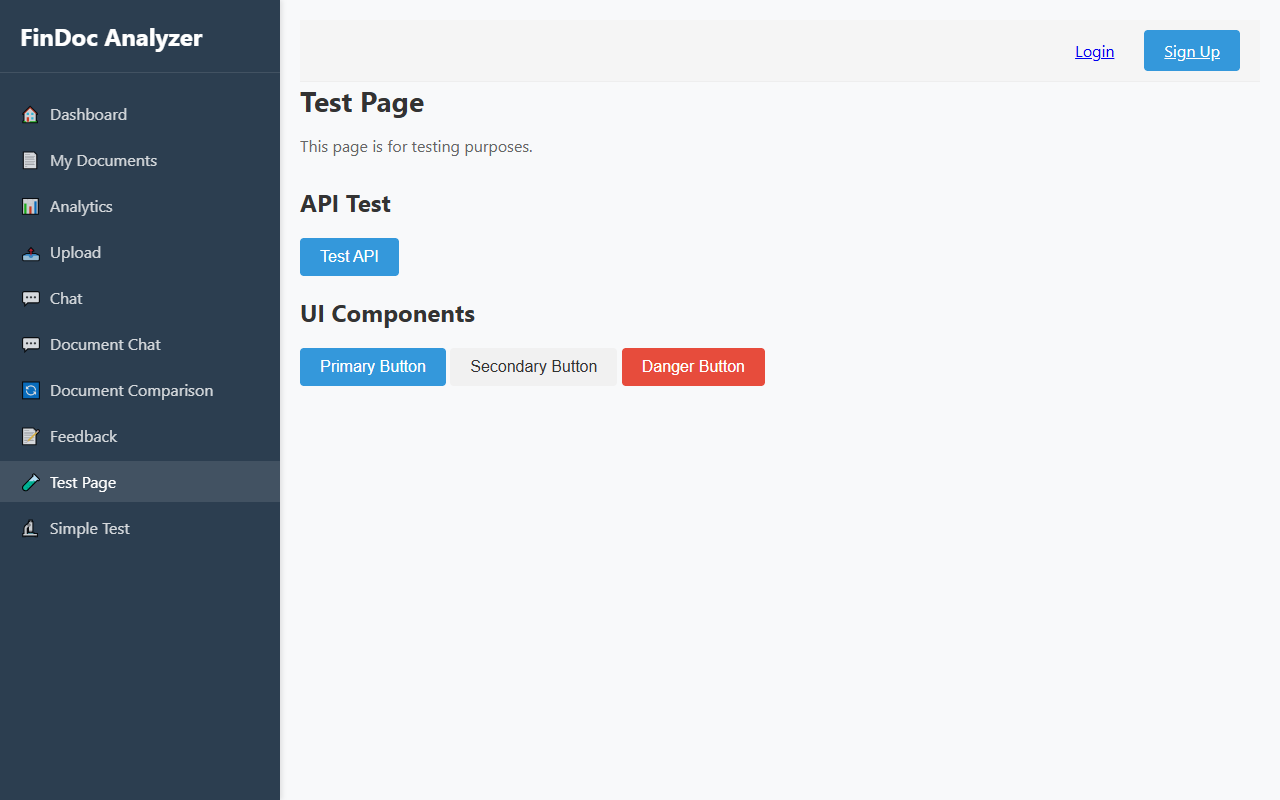 FinDoc Analyzer
Dashboard
My Documents
Analytics
Upload
Chat
Document Chat
Document Comparison
Feedback
Test Page
Simple Test
Login
Sign Up
Test Page
This page is for testing purposes.
API Test
Test API
UI Components
Primary Button
Secondary Button
Danger Button